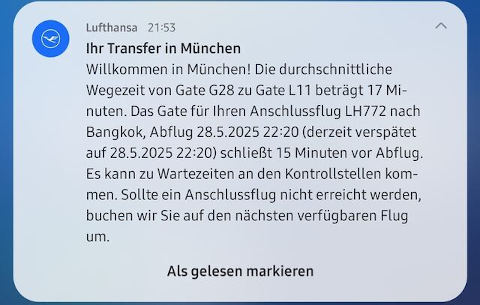 Lufthansa 21:53
Ihr Transfer in München
Willkommen in München! Die durchschnittliche
Wegezeit von Gate G28 zu Gate L11 beträgt 17 Mi-
nuten. Das Gate für Ihren Anschlussflug LH772 nach
Bangkok, Abflug 28.5.2025 22:20 (derzeit verspätet
auf 28.5.2025 22:20) schließt 15 Minuten vor Abflug.
Es kann zu Wartezeiten an den Kontrollstellen kom-
men. Sollte ein Anschlussflug nicht erreicht werden,
buchen wir Sie auf den nächsten verfügbaren Flug
um.
Als gelesen markieren